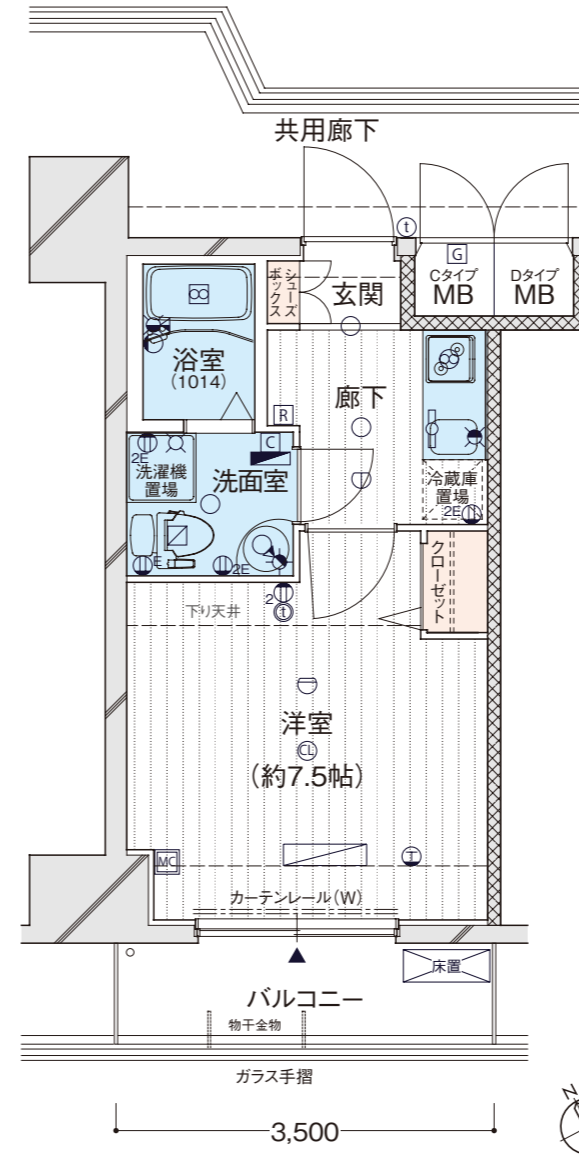 共用廊下
t
G
Cタイプ
MB
Dタイプ
MB
シューズ
ボックス
玄関
浴室
(1014)
廊下
R
C
2E
洗濯機
置場
洗面室
冷蔵庫
置場
2E
E
2E
クローゼット
2
t
下り天井
洋室
CL
(約7.5帖)
MC
T
カーテンレール(W)
床置
バルコニー
物干金物
ガラス手摺
3,500
N